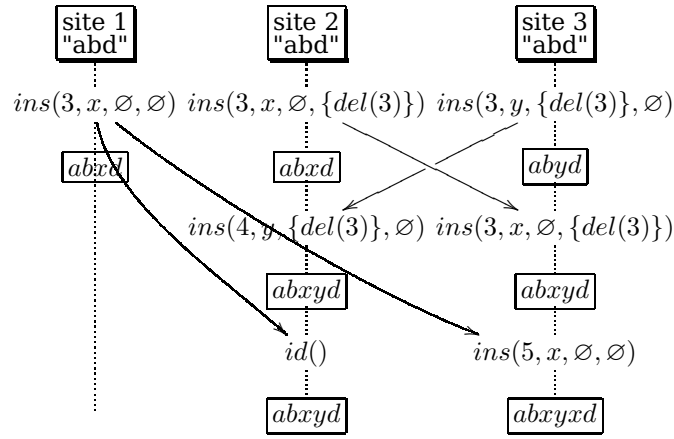 site 1 site 2 site 3
"abd" "abd" "abd"
ins(3, x, ∅, ∅) ins(3, x, ∅, {del(3)}) ins(3, y, {del(3)}, ∅)
abxd abxd abyd
ins(4, y, {del(3)}, ∅) ins(3, x, ∅, {del(3)})
abxyd abxyd
id() ins(5, x, ∅, ∅)
abxyd abxyxd